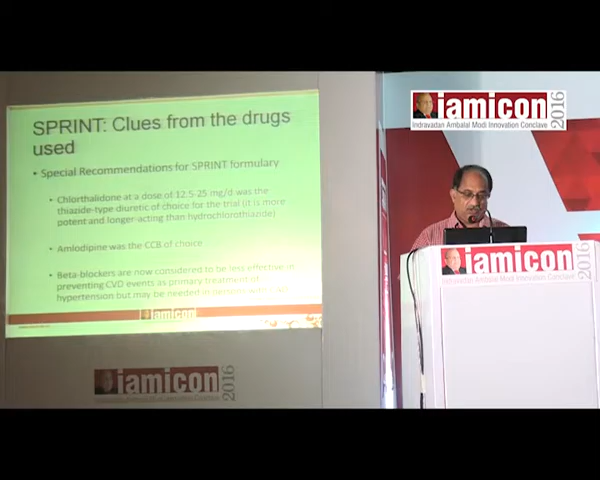 SPRINT: Clues from the drugs
used
• Special Recommendations for SPRINT formulary
• Chlorthalidone at a dose of 12.5-25 mg/d was the
thiazide-type diuretic of choice for the trial (it is more
potent and longer-acting than hydrochlorothiazide)
• Amlodipine was the CCB of choice
• Beta-blockers are now considered to be less effective in
preventing CVD events as primary treatment of
hypertension but may be needed in
iamicon
iamicon 2016
iamicon 2016
Indravadan Ambalal Modi Innovation Conclave
iamicon 2016
Indravadan Ambalal Modi Innovation Conclave